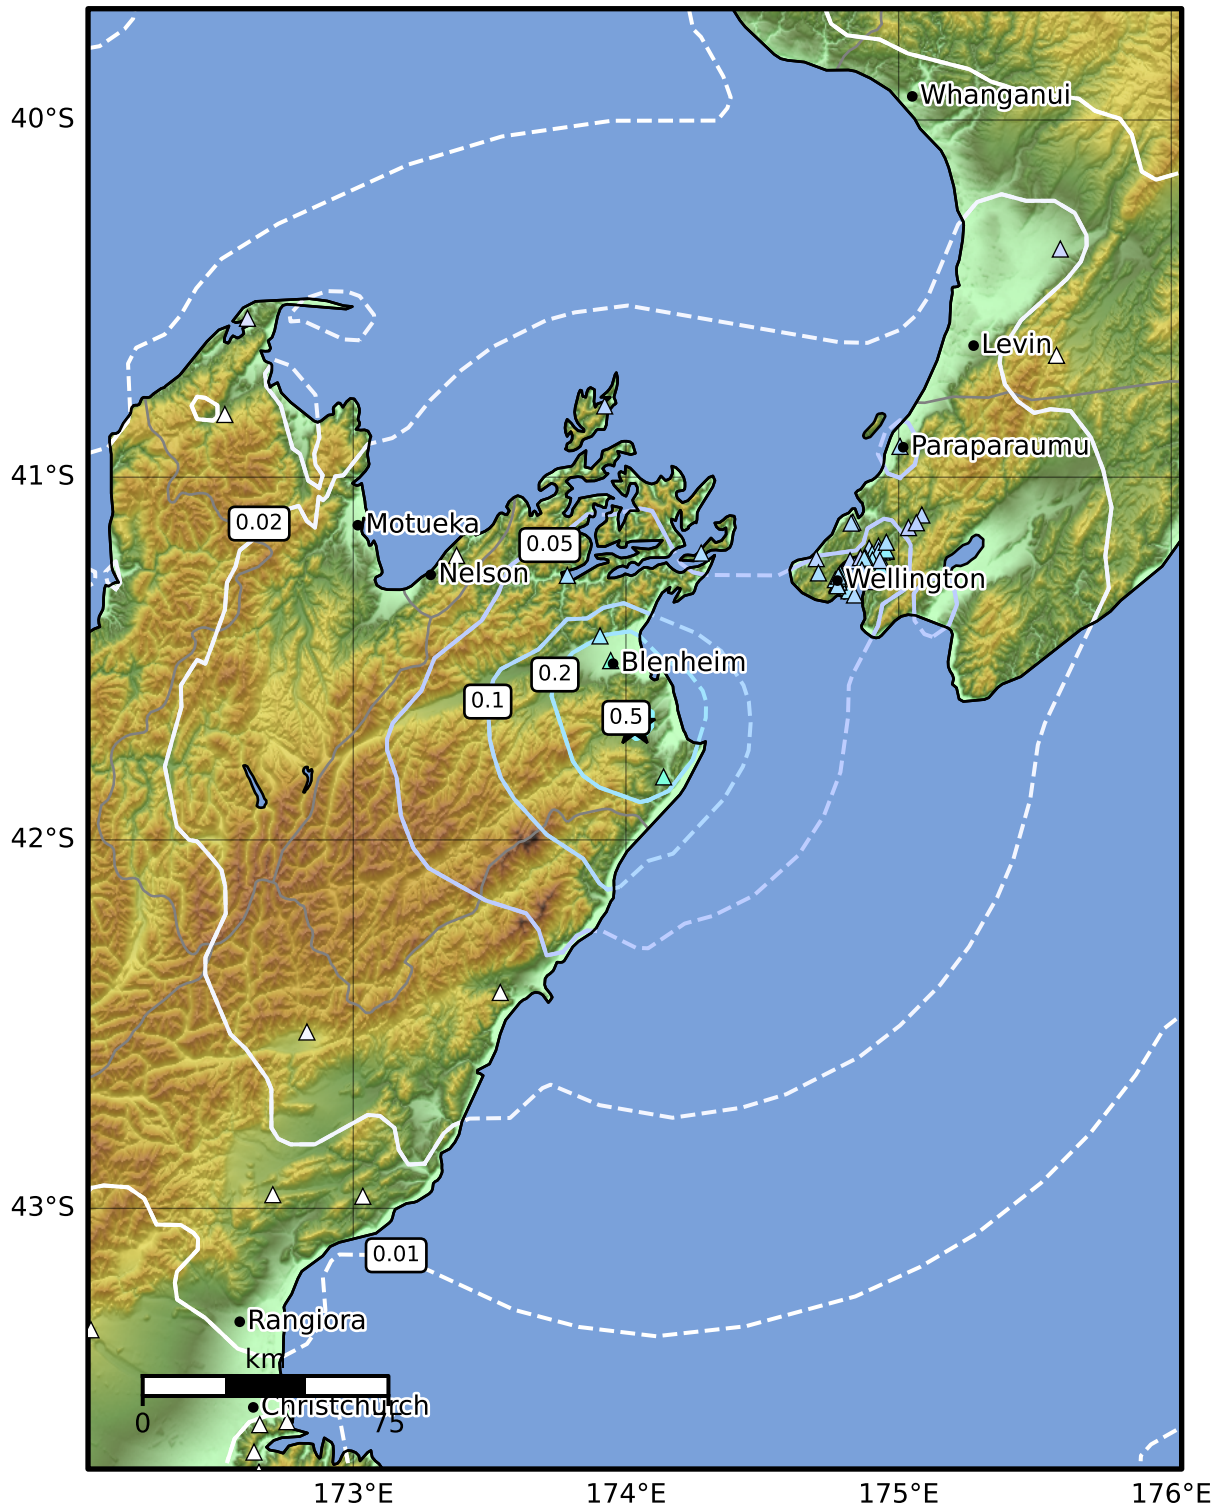 Whanganui
40°S
Levin
Paraparaumu
41°S
0.02
Motueka
0.05
Nelson
Wellington
Blenheim
0.2
0.1
0.5
42°S
43°S
0.01
Rangiora
km
Christchurch
0
75
173°E
174°E
175°E
176°E